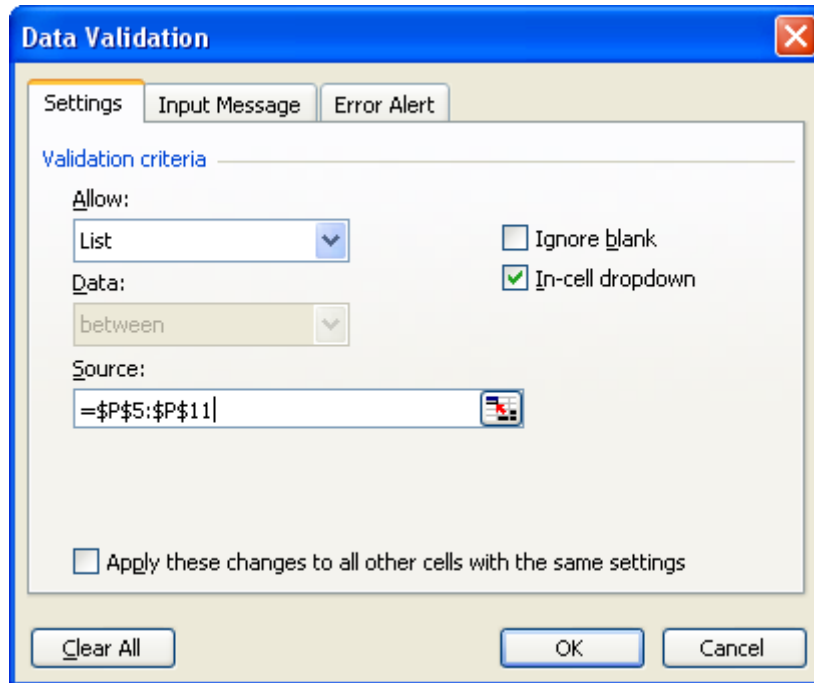 Data Validation
Settings
Input Message
Error Alert
Validation criteria
Allow:
List
Ignore blank
Data:
In-cell dropdown
between
Source:
=$P$5:$P$11
Apply these changes to all other cells with the same settings
Clear All
OK
Cancel